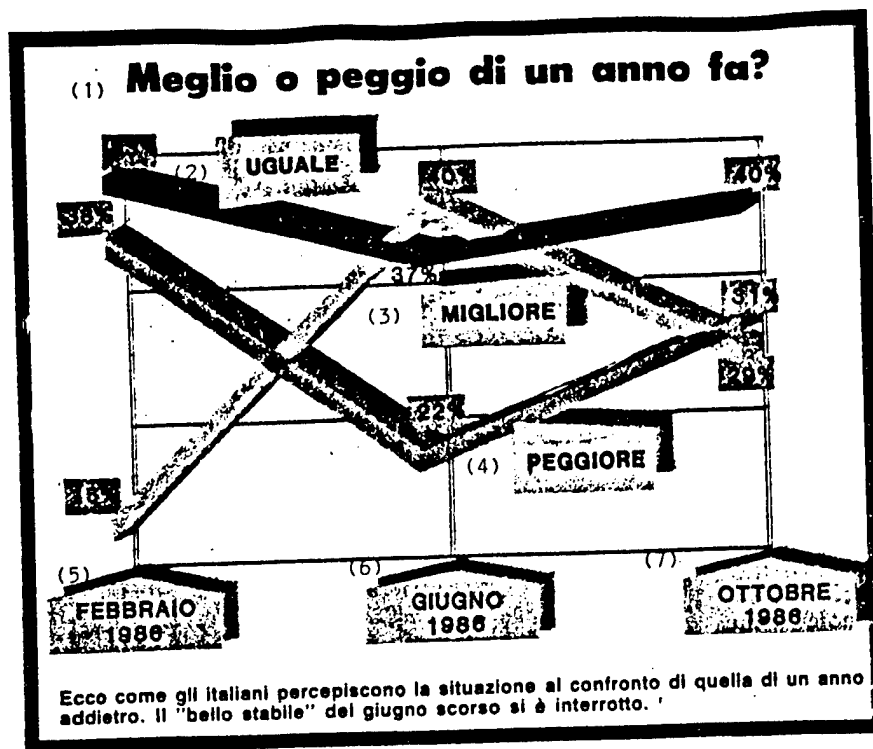 (1) Meglio o peggio di un anno fa?
(2) UGUALE
40%
40%
38%
37%
(3) MIGLIORE
31%
29%
22%
(4) PEGGIORE
(5) (6) (7)
FEBBRAIO
1986
GIUGNO
1986
OTTOBRE
1986
Ecco come gli italiani percepiscono la situazione al confronto di quella di un anno
addietro. Il "bello stabile" del giugno scorso si è interrotto.